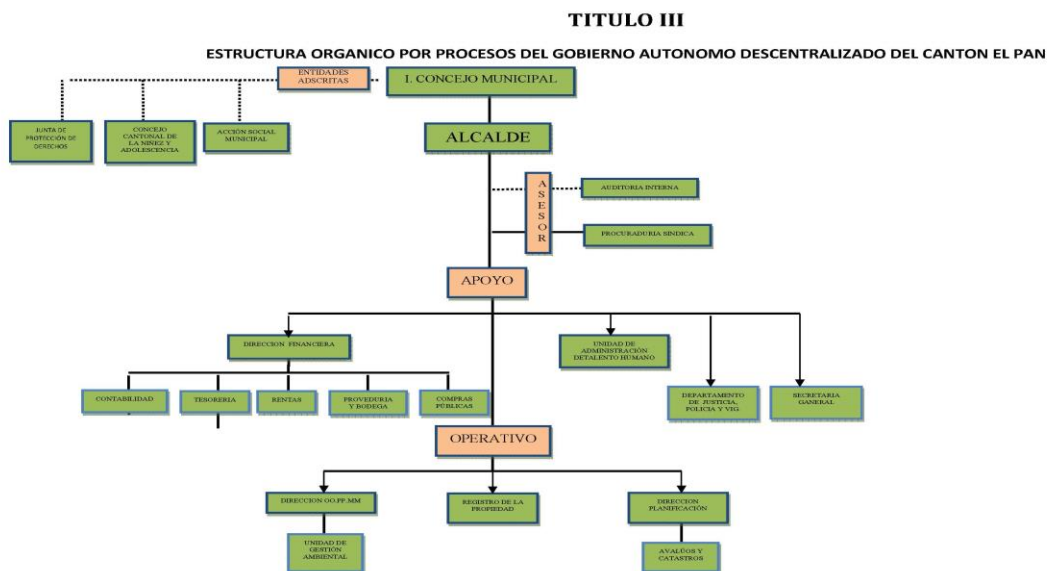 TITULO III
ESTRUCTURA ORGANICO POR PROCESOS DEL GOBIERNO AUTONOMO DESCENTRALIZADO DEL CANTON EL PAN
ENTIDADES
ADSCRITAS
I. CONCEJO MUNICIPAL
JUNTA DE
PROTECCIÓN DE
DERECHOS
CONCEJO
CANTONAL DE
LA NIÑEZ Y
ADOLESCENCIA
ACCIÓN SOCIAL
MUNICIPAL
ALCALDE
A
S
E
S
O
R
AUDITORIA INTERNA
PROCURADURIA SÍNDICA
APOYO
DIRECCION FINANCIERA
UNIDAD DE
ADMINISTRACIÓN
DETALENTO HUMANO
CONTABILIDAD
TESORERIA
RENTAS
PROVEDURIA
Y BODEGA
COMPRAS
PÚBLICAS
DEPARTAMENTO
DE JUSTICIA,
POLICIA Y VIG
SECRETARIA
GANERAL
OPERATIVO
DIRECCION OO.PP.MM
REGISTRO DE LA
PROPIEDAD
DIRECCION
PLANIFICACIÓN
UNIDAD DE
GESTIÓN
AMBIENTAL
AVALÚOS Y
CATASTROS